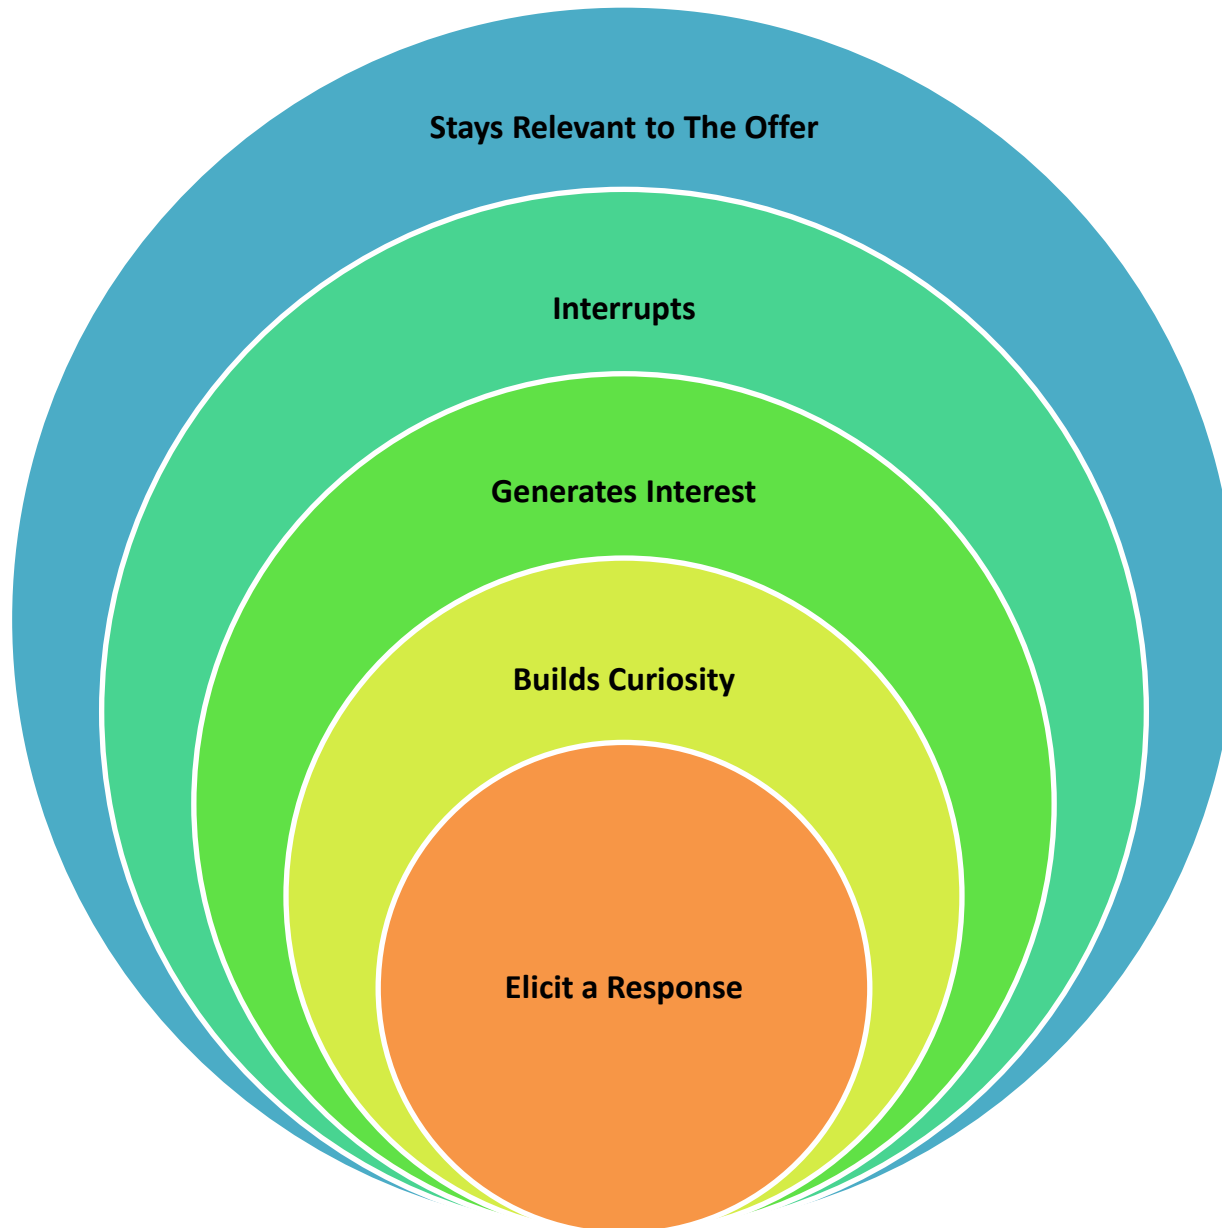 Stays Relevant to The Offer
Interrupts
Generates Interest
Builds Curiosity
Elicit a Response